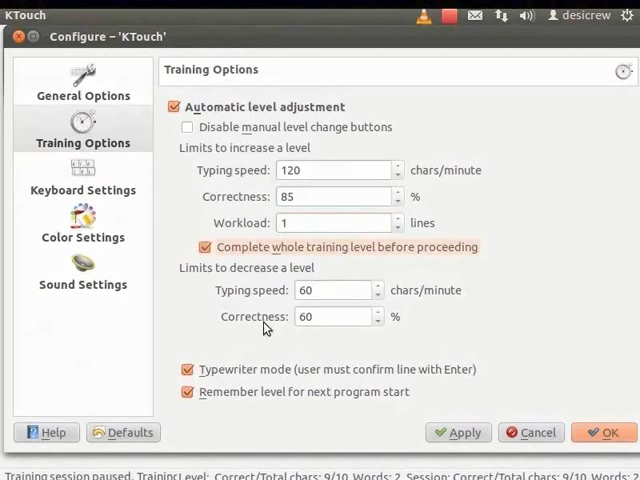 KTouch
desicrew
Configure – 'KTouch'
General Options
Training Options
Keyboard Settings
Color Settings
Sound Settings
Training Options
Automatic level adjustment
Disable manual level change buttons
Limits to increase a level
Typing speed: 120 chars/minute
Correctness: 85 %
Workload: 1 lines
Complete whole training level before proceeding
Limits to decrease a level
Typing speed: 60 chars/minute
Correctness: 60 %
Typewriter mode (user must confirm line with Enter)
Remember level for next program start
Help Defaults Apply Cancel OK
Training session paused. Training Level: Correct/Total chars: 9/10, Words: 2. Session: Correct/Total chars: 9/10, Words: 2